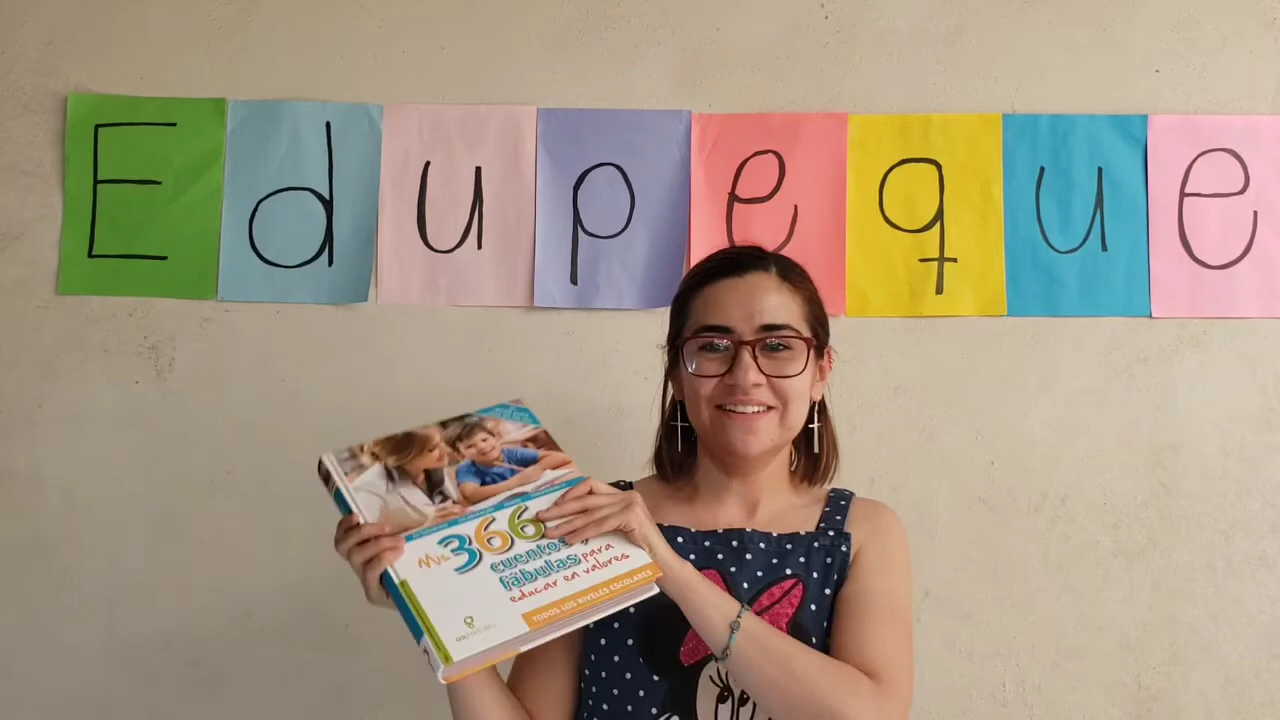 Edupeque
Mis 366
cuentos y
fábulas para
educar en valores
TODOS LOS NIVELES ESCOLARES